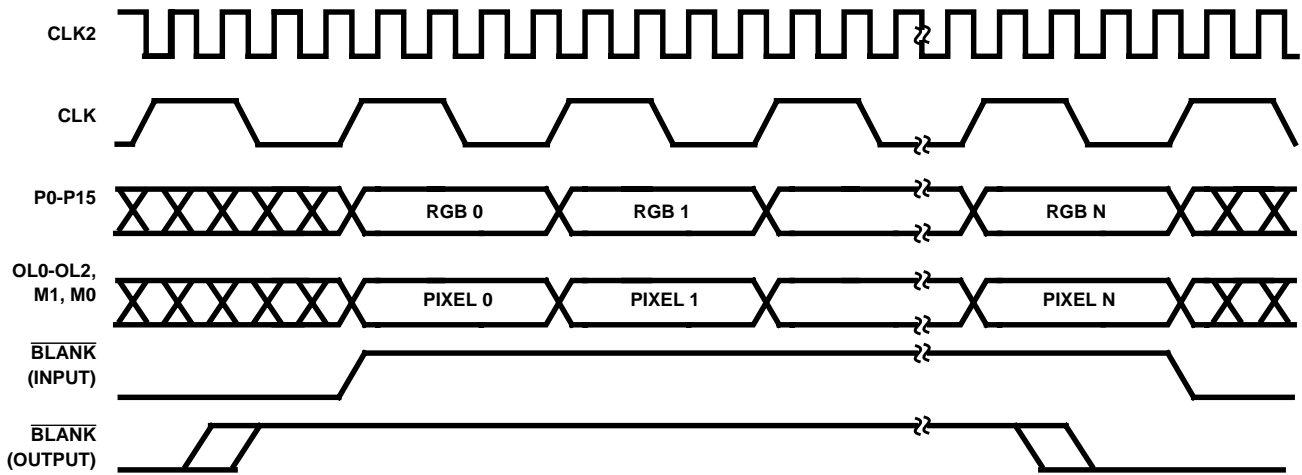 CLK2
CLK
P0-P15
RGB 0 RGB 1 RGB N
OL0-OL2,
M1, M0
PIXEL 0 PIXEL 1 PIXEL N
BLANK
(INPUT)
BLANK
(OUTPUT)